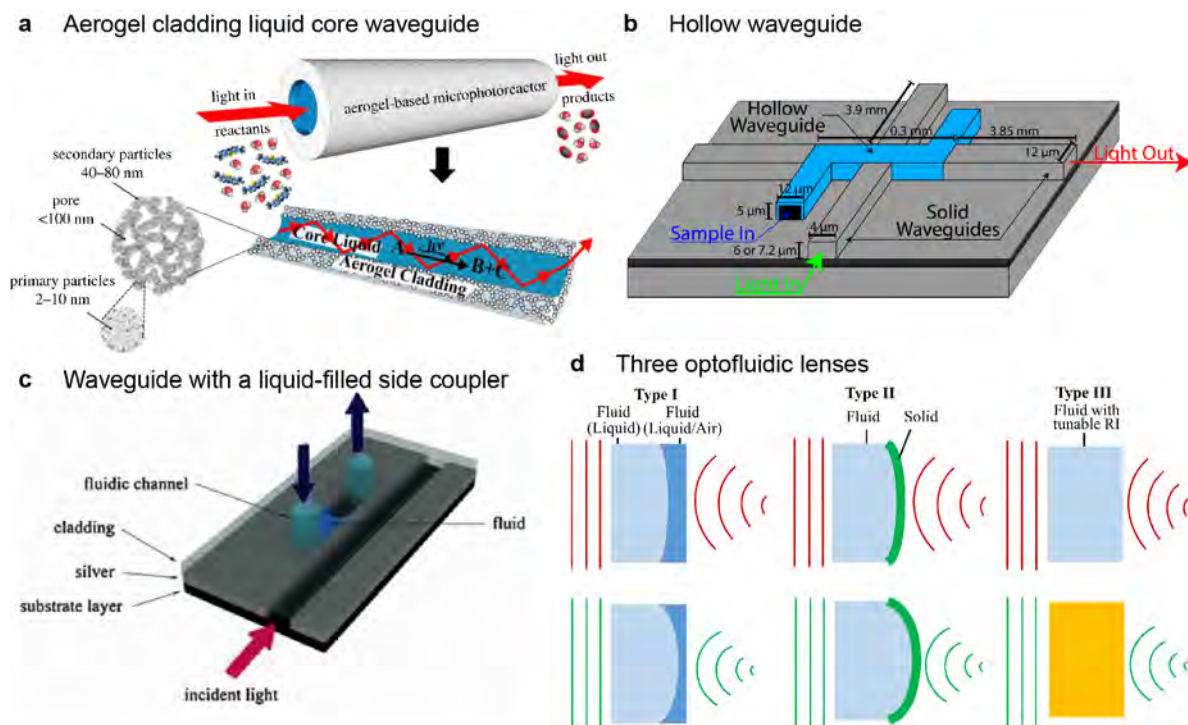 a Aerogel cladding liquid core waveguide
light in
reactants
aerogel-based microphotoreactor
light out
products
secondary particles
40–80 nm
pore
<100 nm
primary particles
2–10 nm
Core Liquid
A hν B+C
Aerogel Cladding
b Hollow waveguide
3.9 mm
Hollow
Waveguide
0.3 mm
3.85 mm
12 µm
Light Out
12 µm
5 µm
Sample In
4 µm
Solid
Waveguides
6 or 7.2 µm
Light In
c Waveguide with a liquid-filled side coupler
fluidic channel
cladding
silver
substrate layer
fluid
incident light
d Three optofluidic lenses
Type I
Fluid
(Liquid)
Fluid
(Liquid/Air)
Type II
Fluid
Solid
Type III
Fluid with
tunable RI